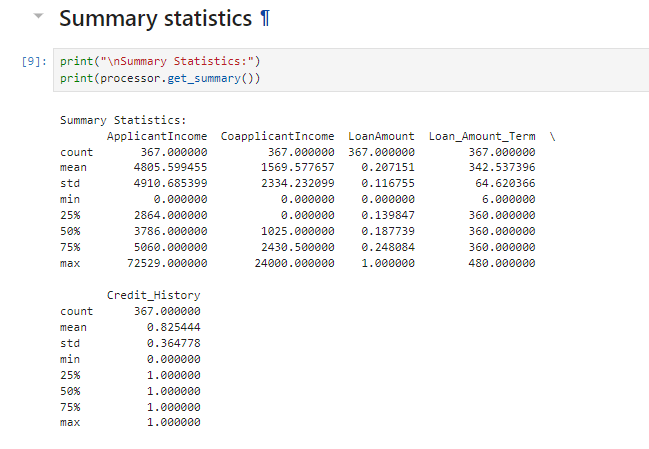 Summary statistics ¶
[9]: print("\nSummary Statistics:")
print(processor.get_summary())
Summary Statistics:
ApplicantIncome CoapplicantIncome LoanAmount Loan_Amount_Term \
count 367.000000 367.000000 367.000000 367.000000
mean 4805.599455 1569.577657 0.207151 342.537396
std 4910.685399 2334.232099 0.116755 64.620366
min 0.000000 0.000000 0.000000 6.000000
25% 2864.000000 0.000000 0.139847 360.000000
50% 3786.000000 1025.000000 0.187739 360.000000
75% 5060.000000 2430.500000 0.248084 360.000000
max 72529.000000 24000.000000 1.000000 480.000000
Credit_History
count 367.000000
mean 0.825444
std 0.364778
min 0.000000
25% 1.000000
50% 1.000000
75% 1.000000
max 1.000000